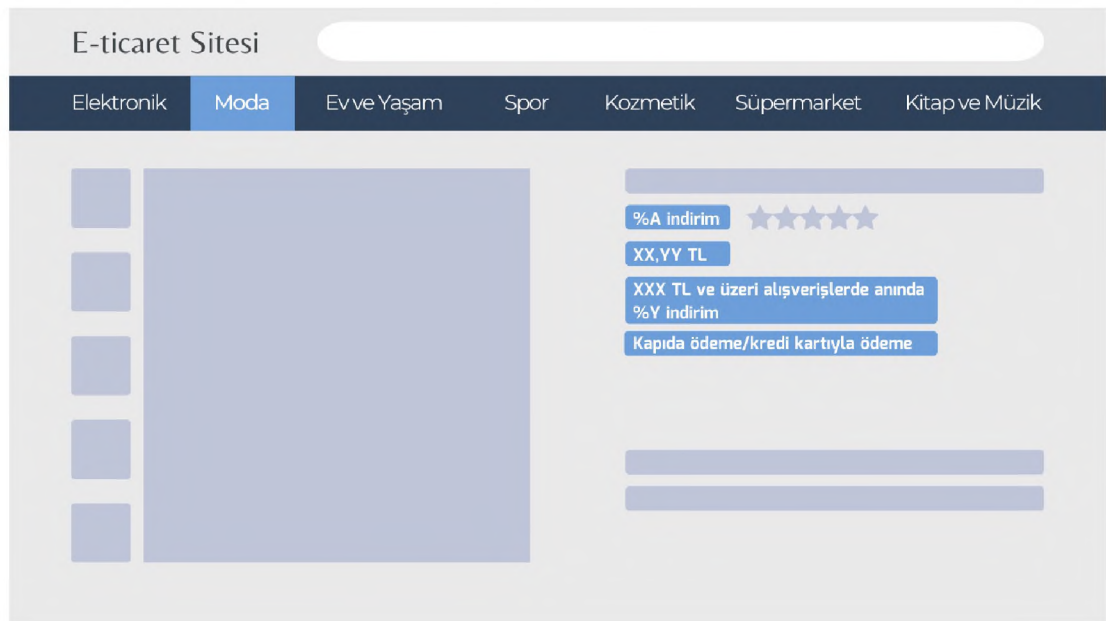 E-ticaret Sitesi
Elektronik Moda Ev ve Yaşam Spor Kozmetik Süpermarket Kitap ve Müzik
%A indirim
XX,YY TL
XXX TL ve üzeri alışverişlerde anında
%Y indirim
Kapıda ödeme/kredi kartıyla ödeme